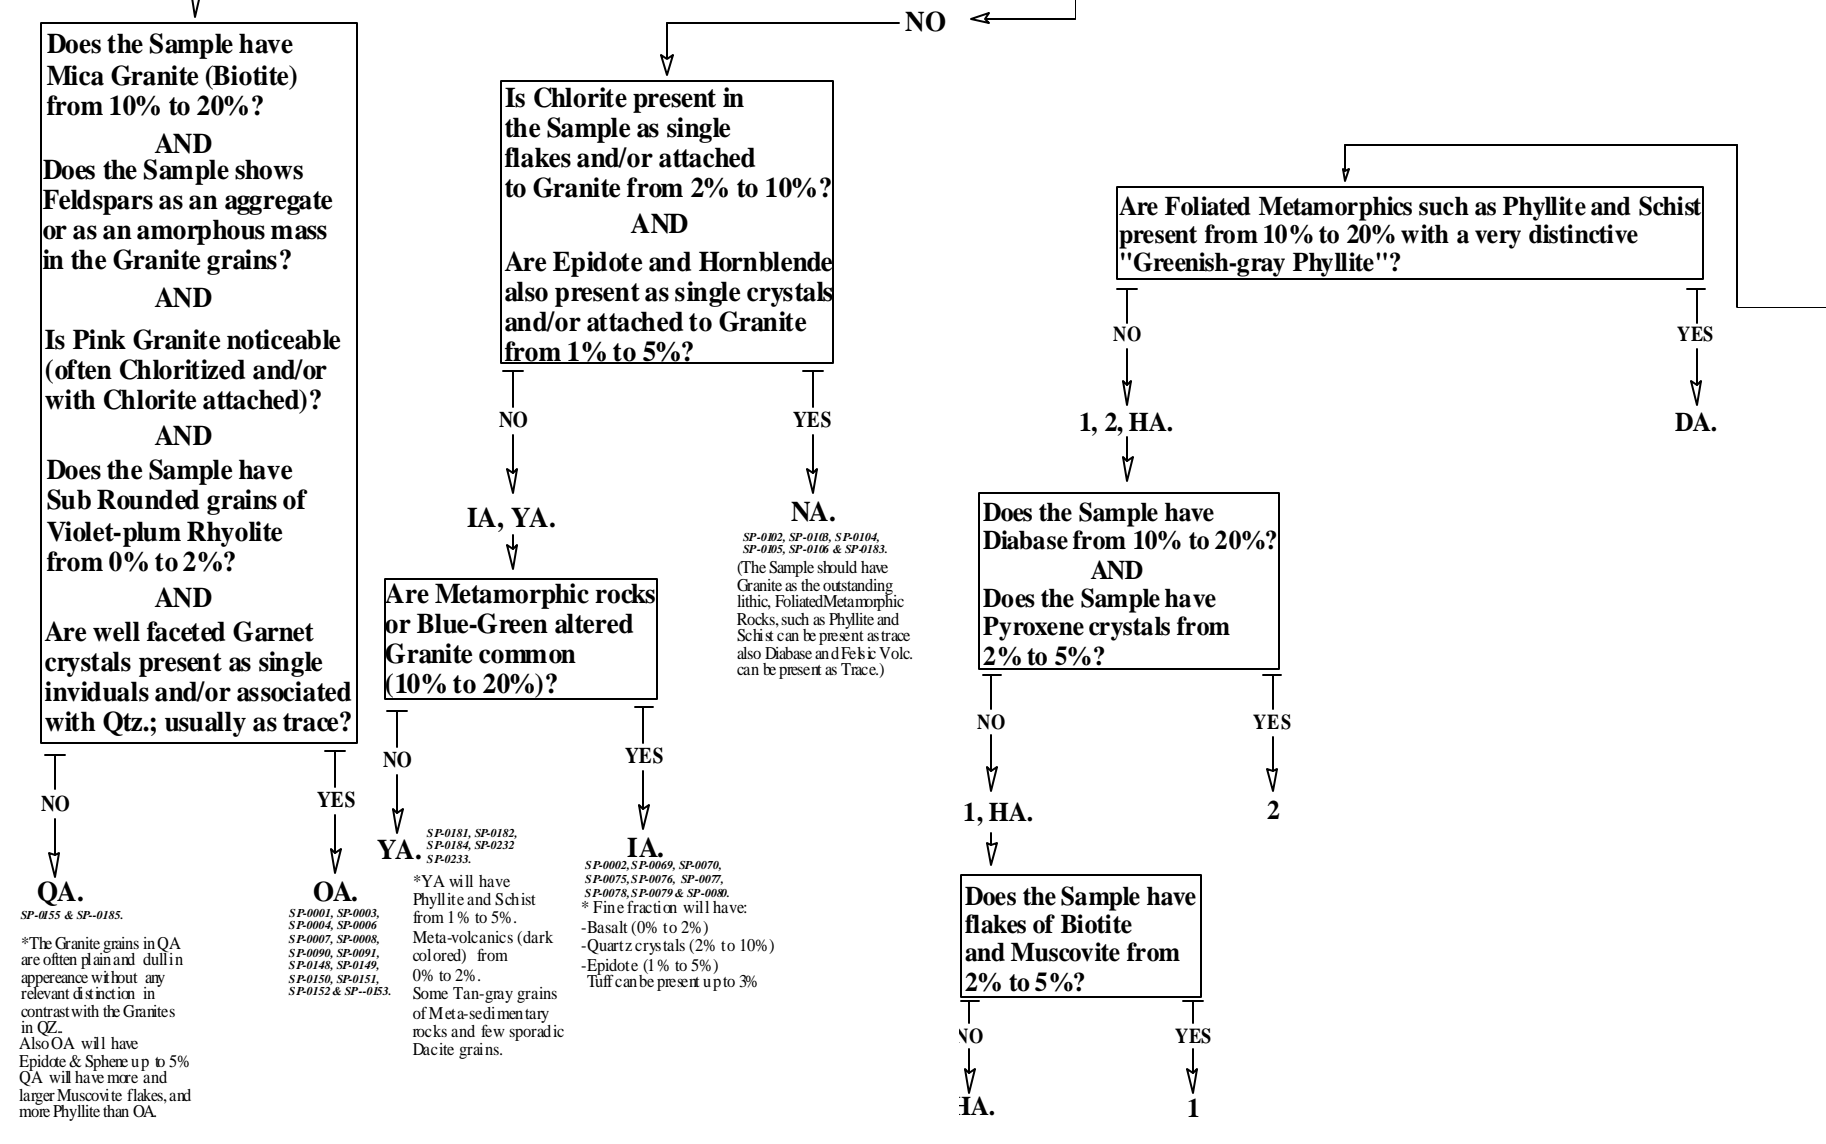 Does the Sample have
Mica Granite (Biotite)
from 10% to 20%?
AND
Does the Sample shows
Feldspars as an aggregate
or as an amorphous mass
in the Granite grains?
AND
Is Pink Granite noticeable
(often Chloritized and/or
with Chlorite attached)?
AND
Does the Sample have
Sub Rounded grains of
Violet-plum Rhyolite
from 0% to 2%?
AND
Are well faceted Garnet
crystals present as single
inviduals and/or associated
with Qtz.; usually as trace?
NO
YES
QA.
SP-0155 & SP--0185.
*The Granite grains in QA
are often plain and dull in
appereance without any
relevant distinction in
contrast with the Granites
in QZ..
Also OA will have
Epidote & Sphene up to 5%
QA will have more and
larger Muscovite flakes, and
more Phyllite than OA.
OA.
SP-0001, SP-0003,
SP-0004, SP-0006
SP-0007, SP-0008,
SP-0090, SP-0091,
SP-0148, SP-0149,
SP-0150, SP-0151,
SP-0152 & SP--0153.
NO
Is Chlorite present in
the Sample as single
flakes and/or attached
to Granite from 2% to 10%?
AND
Are Epidote and Hornblende
also present as single crystals
and/or attached to Granite
from 1% to 5%?
NO
YES
IA, YA.
NA.
SP-0102, SP-0103, SP-0104,
SP-0105, SP-0106 & SP-0183.
(The Sample should have
Granite as the outstanding
lithic, Foliated Metamorphic
Rocks, such as Phyllite and
Schist can be present as trace
also Diabase and Felsic Volc.
can be present as Trace.)
Are Metamorphic rocks
or Blue-Green altered
Granite common
(10% to 20%)?
NO
YES
YA.
SP-0181, SP-0182,
SP-0184, SP-0232
SP-0233.
*YA will have
Phyllite and Schist
from 1% to 5%.
Meta-volcanics (dark
colored) from
0% to 2%.
Some Tan-gray grains
of Meta-sedimentary
rocks and few sporadic
Dacite grains.
IA.
SP-0002, SP-0069, SP-0070,
SP-0075, SP-0076, SP-0077,
SP-0078, SP-0079 & SP-0080.
* Fine fraction will have:
-Basalt (0% to 2%)
-Quartz crystals (2% to 10%)
-Epidote (1% to 5%)
Tuff can be present up to 3%
Are Foliated Metamorphics such as Phyllite and Schist
present from 10% to 20% with a very distinctive
"Greenish-gray Phyllite"?
NO
YES
1, 2, HA.
DA.
Does the Sample have
Diabase from 10% to 20%?
AND
Does the Sample have
Pyroxene crystals from
2% to 5%?
NO
YES
1, HA.
2
Does the Sample have
flakes of Biotite
and Muscovite from
2% to 5%?
NO
YES
HA.
1